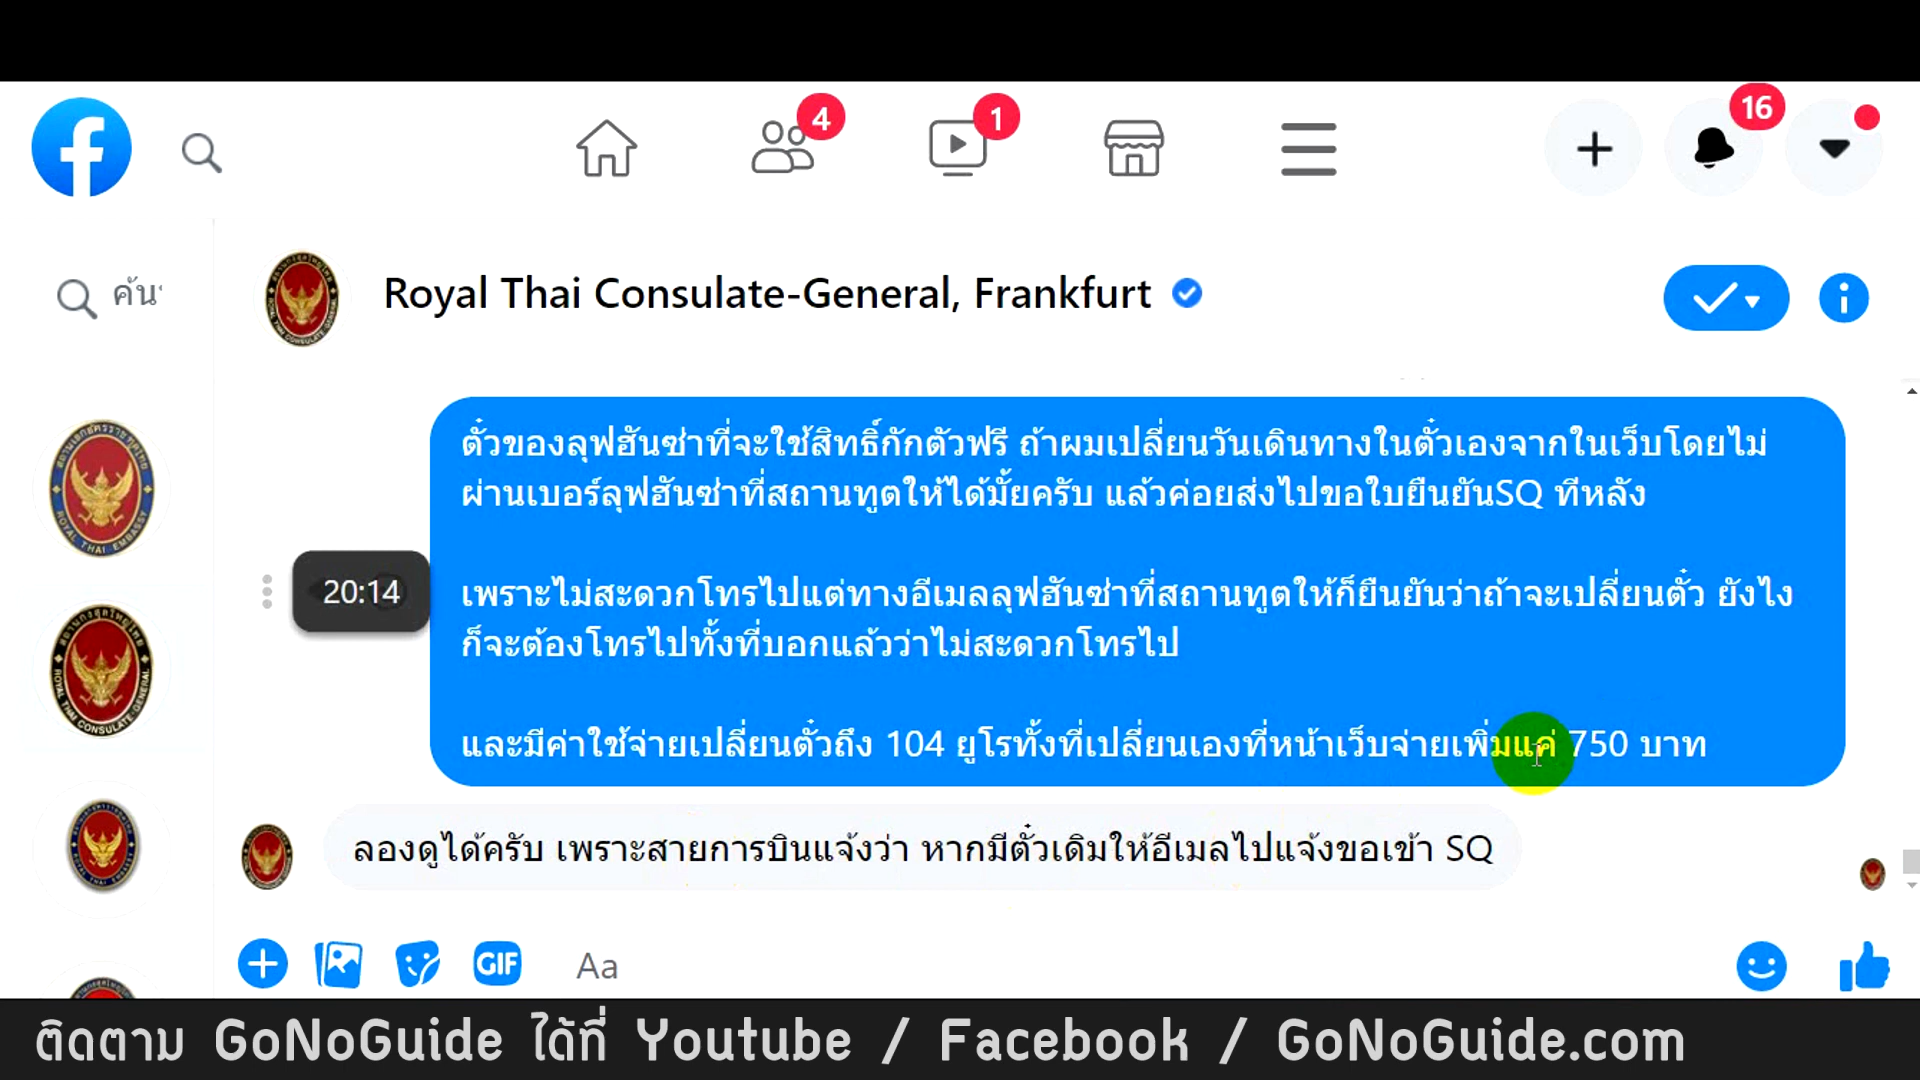 4
1
16
ค้น
Royal Thai Consulate-General, Frankfurt
ตั๋วของลุฟฮันซ่าที่จะใช้สิทธิ์กักตัวฟรี ถ้าผมเปลี่ยนวันเดินทางในตั๋วเองจากในเว็บโดยไม่
ผ่านเบอร์ลุฟฮันซ่าที่สถานทูตให้ได้มั้ยครับ แล้วค่อยส่งไปขอใบยืนยันSQ ทีหลัง
20:14
เพราะไม่สะดวกโทรไปแต่ทางอีเมลลุฟฮันซ่าที่สถานทูตให้ก็ยืนยันว่าถ้าจะเปลี่ยนตั๋ว ยังไง
ก็จะต้องโทรไปทั้งที่บอกแล้วว่าไม่สะดวกโทรไป
และมีค่าใช้จ่ายเปลี่ยนตั๋วถึง 104 ยูโรทั้งที่เปลี่ยนเองที่หน้าเว็บจ่ายเพิ่มแค่ 750 บาท
ลองดูได้ครับ เพราะสายการบินแจ้งว่า หากมีตั๋วเดิมให้อีเมลไปแจ้งขอเข้า SQ
GIF
Aa
ติดตาม GoNoGuide ได้ที่ Youtube / Facebook / GoNoGuide.com